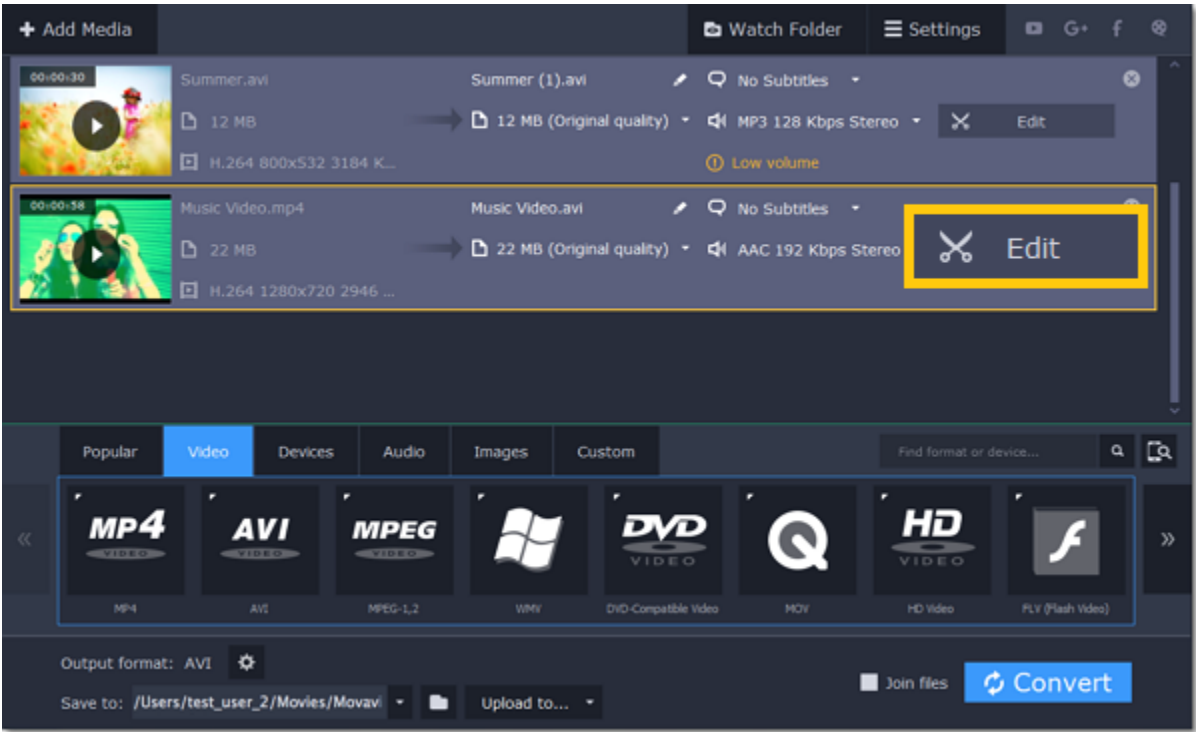 Add Media
Watch Folder
Settings
G+
f
00:00:30
Summer.avi
Summer (1).avi
No Subtitles
12 MB
12 MB (Original quality)
MP3 128 Kbps Stereo
Edit
H.264 800x532 3184 K...
Low volume
00:00:58
Music Video.mp4
Music Video.avi
No Subtitles
22 MB
22 MB (Original quality)
AAC 192 Kbps Stereo
Edit
H.264 1280x720 2946 ...
Popular
Video
Devices
Audio
Images
Custom
Find format or device...
MP4 VIDEO
AVI VIDEO
MPEG VIDEO
DVD VIDEO
HD VIDEO
MP4
AVI
MPEG-1,2
WMV
DVD-Compatible Video
MOV
HD Video
FLV (Flash Video)
Output format: AVI
Save to: /Users/test_user_2/Movies/Movavi
Upload to...
Join files
Convert